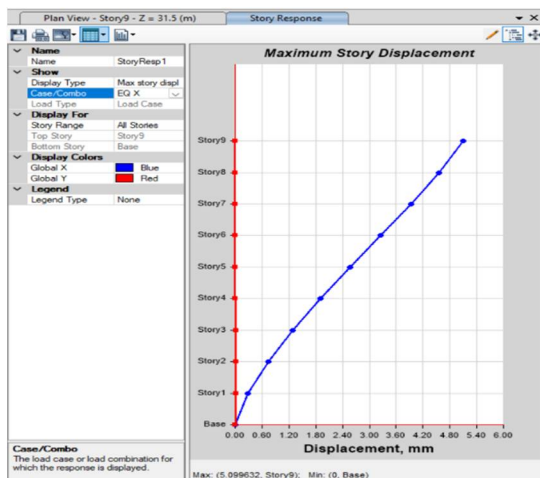 Plan View - Story9 - Z = 31.5 (m)
Story Response
Name
Name StoryResp1
Show
Display Type Max story displ
Case/Combo EQ X
Load Type Load Case
Display For
Story Range All Stories
Top Story Story9
Bottom Story Base
Display Colors
Global X Blue
Global Y Red
Legend
Legend Type None
Case/Combo
The load case or load combination for
which the response is displayed.
Maximum Story Displacement
Story9
Story8
Story7
Story6
Story5
Story4
Story3
Story2
Story1
Base
0.00 0.60 1.20 1.80 2.40 3.00 3.60 4.20 4.80 5.40 6.00
Displacement, mm
Max: (5.099632, Story9); Min: (0, Base)